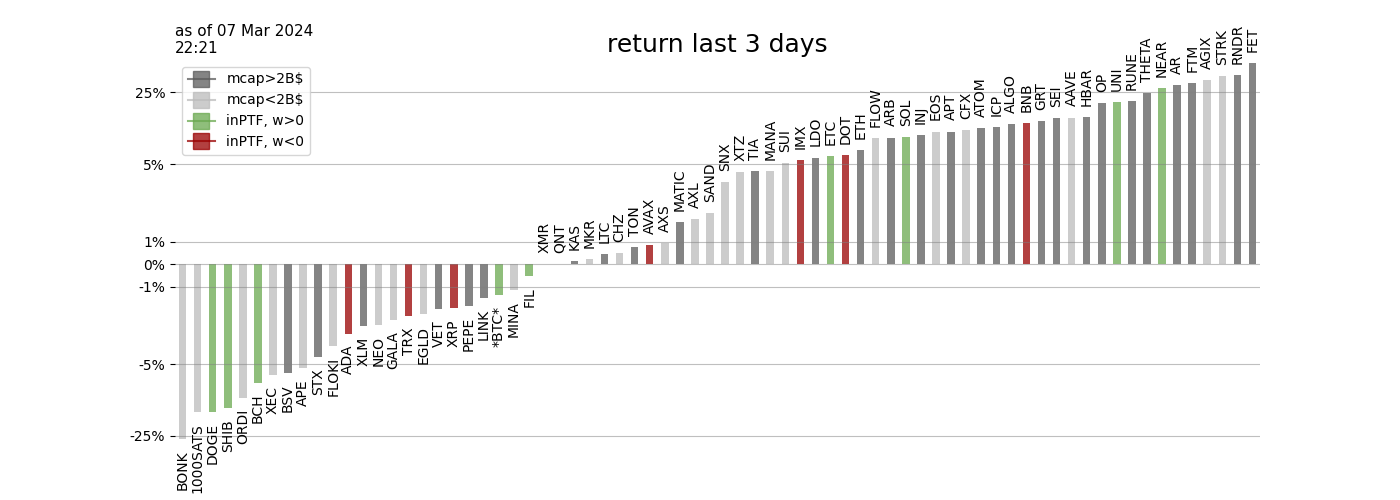 as of 07 Mar 2024
22:21
return last 3 days
mcap>2B$
mcap<2B$
inPTF, w>0
inPTF, w<0
25%
5%
1%
0%
-1%
-5%
-25%
BONK
1000SATS
DOGE
SHIB
ORDI
BCH
XEC
BSV
APE
STX
FLOKI
ADA
XLM
NEO
GALA
TRX
EGLD
VET
XRP
PEPE
LINK
*BTC*
MINA
FIL
XMR
QNT
KAS
MKR
LTC
CHZ
TON
AVAX
AXS
MATIC
AXL
SAND
SNX
XTZ
TIA
MANA
SUI
IMX
LDO
ETC
DOT
ETH
FLOW
ARB
SOL
INJ
EOS
APT
CFX
ATOM
ICP
ALGO
BNB
GRT
SEI
AAVE
HBAR
OP
UNI
RUNE
THETA
NEAR
AR
FTM
AGIX
STRK
RNDR
FET